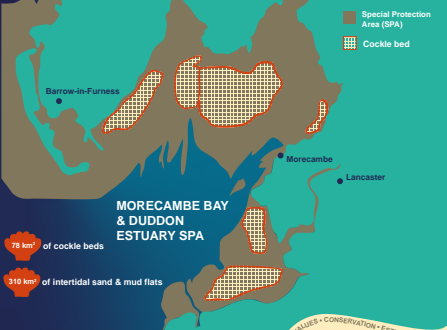 Special Protection
Area (SPA)
Cockle bed
Barrow-in-Furness
Morecambe
Lancaster
MORECAMBE BAY
& DUDDON
ESTUARY SPA
78 km² of cockle beds
310 km² of intertidal sand & mud flats
VALUES • CONSERVATION •